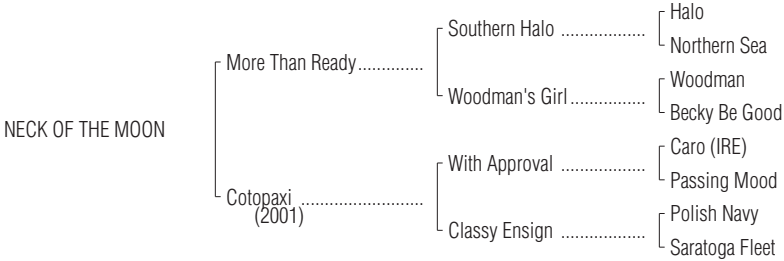 Halo
Southern Halo ...................
Northern Sea
More Than Ready..............
Woodman
Woodman's Girl................
Becky Be Good
NECK OF THE MOON
Caro (IRE)
With Approval ...................
Passing Mood
Cotopaxi ...........................
(2001)
Polish Navy
Classy Ensign ...................
Saratoga Fleet